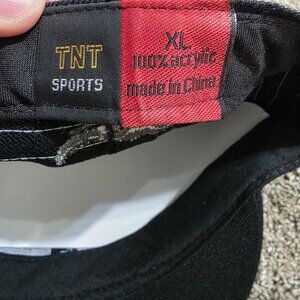 TNT
SPORTS
XL
100% acrylic
made in China